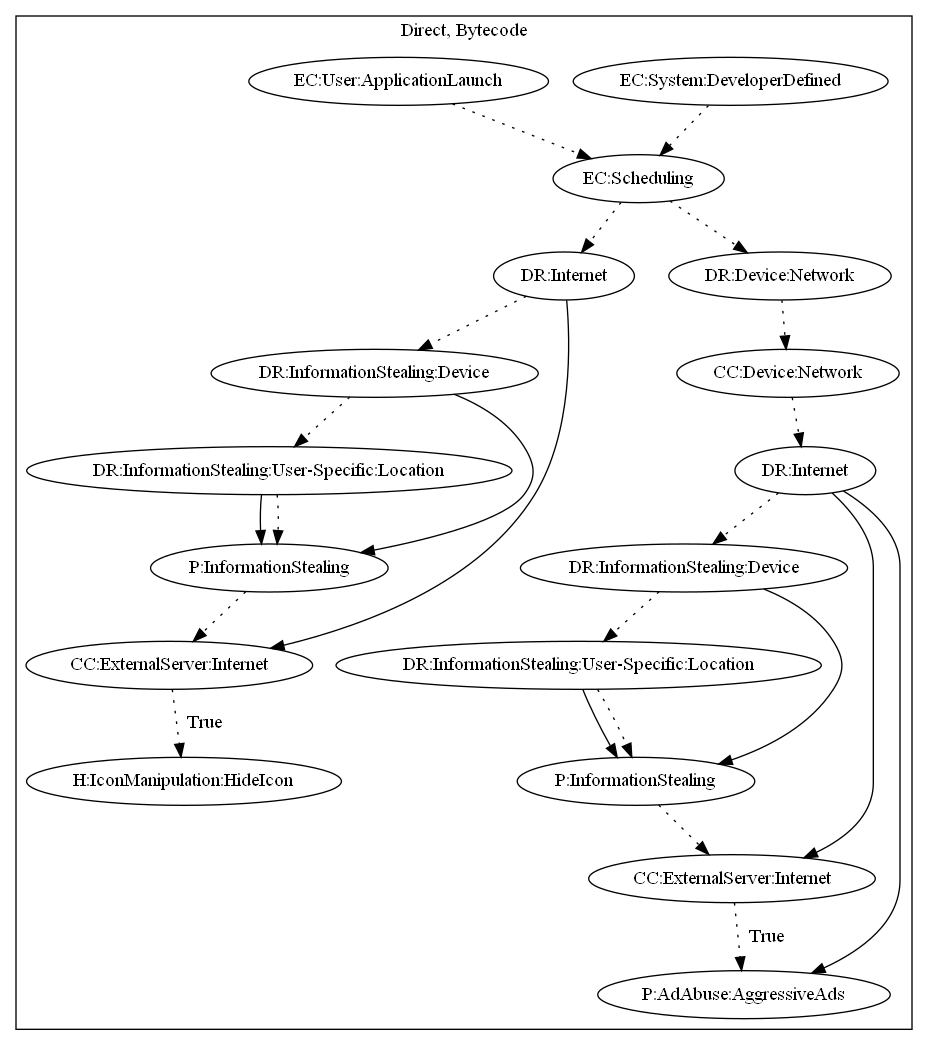 Direct, Bytecode
EC:User:ApplicationLaunch
EC:System:DeveloperDefined
EC:Scheduling
DR:Internet
DR:Device:Network
DR:InformationStealing:Device
CC:Device:Network
DR:InformationStealing:User-Specific:Location
DR:Internet
P:InformationStealing
DR:InformationStealing:Device
CC:ExternalServer:Internet
DR:InformationStealing:User-Specific:Location
True
H:IconManipulation:HideIcon
P:InformationStealing
CC:ExternalServer:Internet
True
P:AdAbuse:AggressiveAds